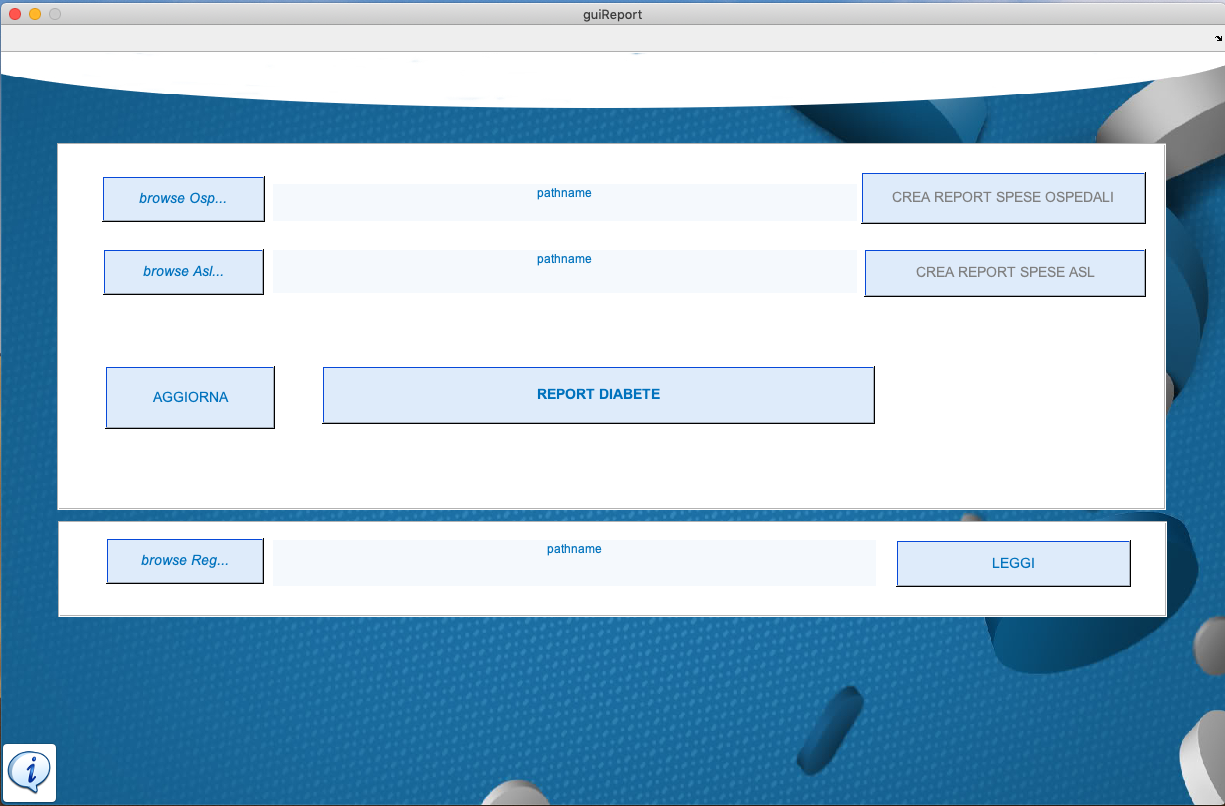 guiReport
browse Osp...
pathname
CREA REPORT SPESE OSPEDALI
browse Asl...
pathname
CREA REPORT SPESE ASL
AGGIORNA
REPORT DIABETE
browse Reg...
pathname
LEGGI
i